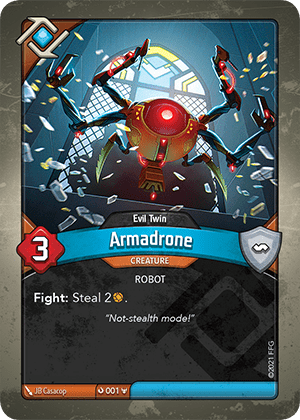 Evil Twin
Armadrone
3
CREATURE
ROBOT
Fight: Steal 2.
"Not-stealth mode!"
©2021 FFG
JB Casacop
001